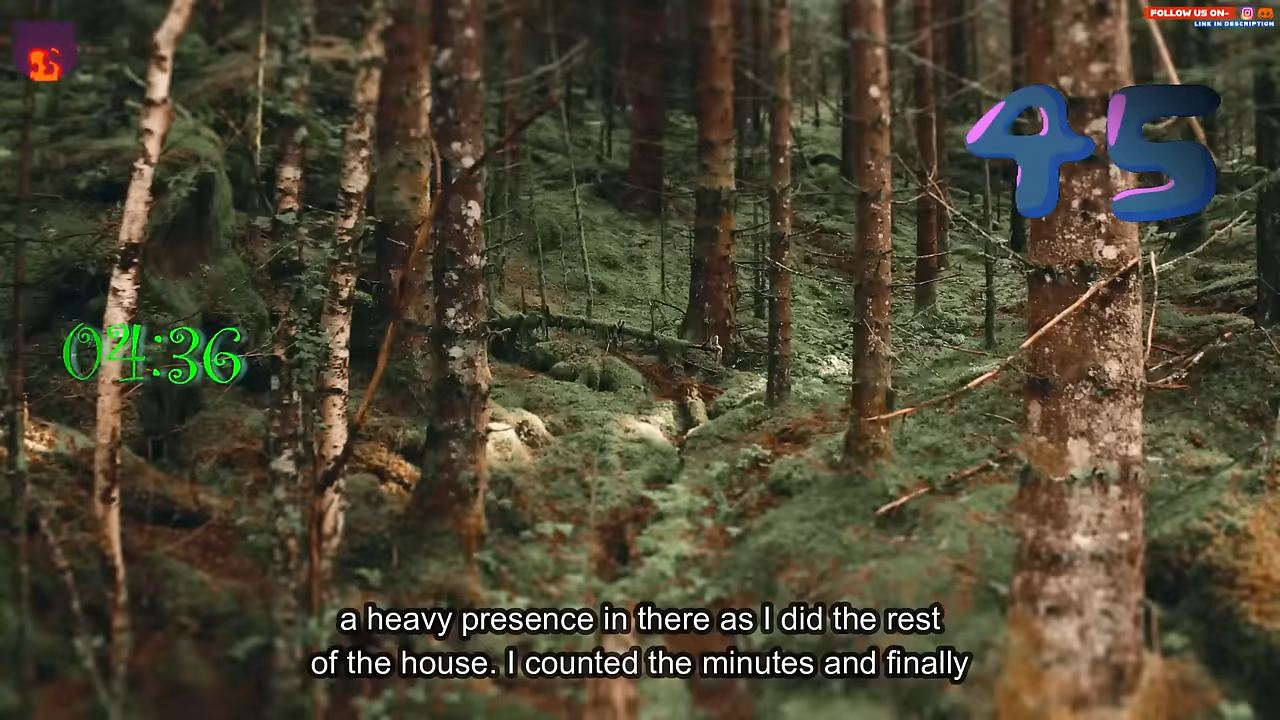 FOLLOW US ON-
LINK IN DESCRIPTION
45
04:36
a heavy presence in there as I did the rest
of the house. I counted the minutes and finally